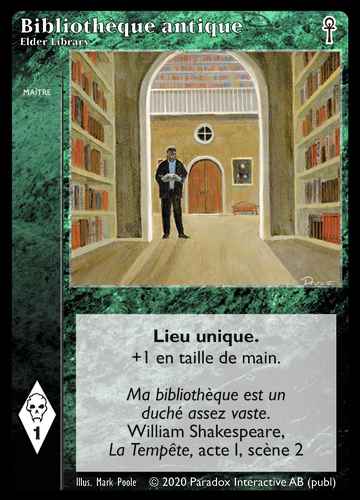 Bibliothèque antique
Elder Library
MAÎTRE
Lieu unique.
+1 en taille de main.
Ma bibliothèque est un
duché assez vaste.
William Shakespeare,
La Tempête, acte I, scène 2
1
Illus. Mark Poole © 2020 Paradox Interactive AB (publ)